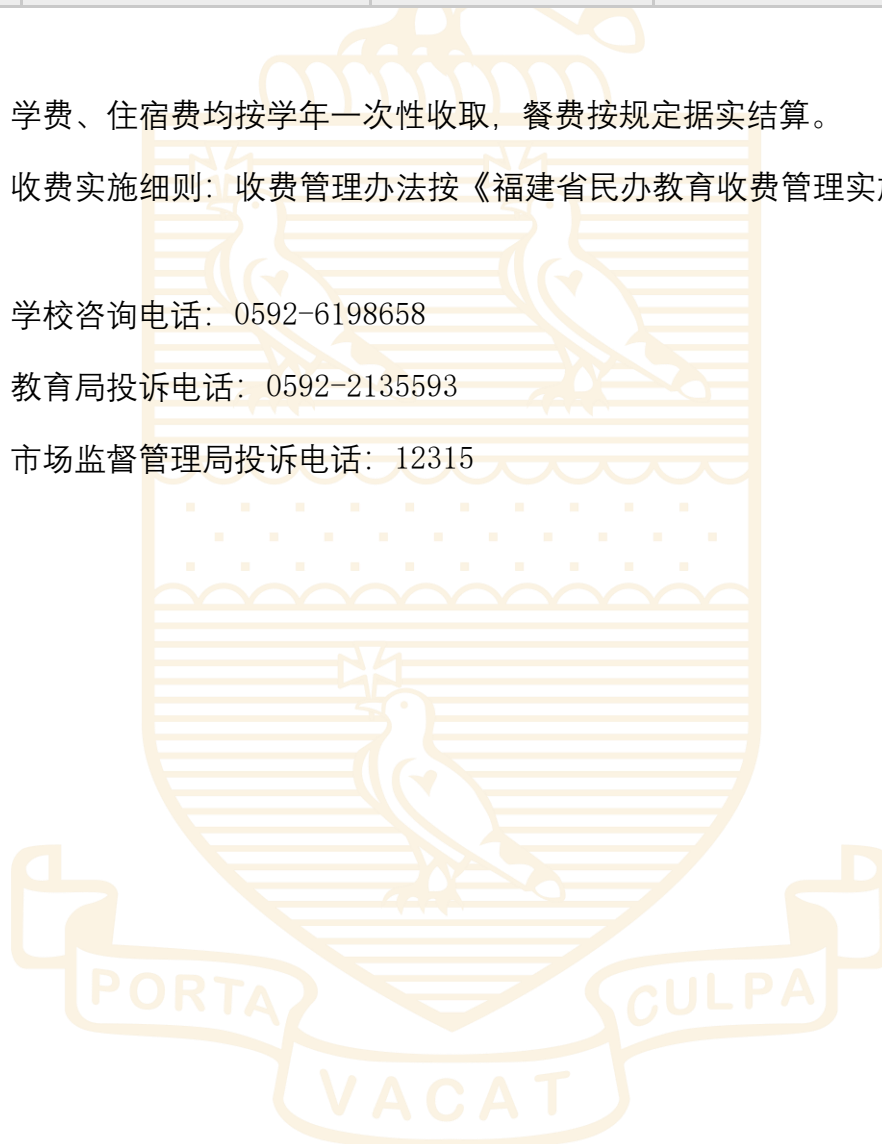 学费、住宿费均按学年一次性收取，餐费按规定据实结算。
收费实施细则：收费管理办法按《福建省民办教育收费管理实
学校咨询电话：0592-6198658
教育局投诉电话：0592-2135593
市场监督管理局投诉电话：12315
PORTA VACAT CULPA